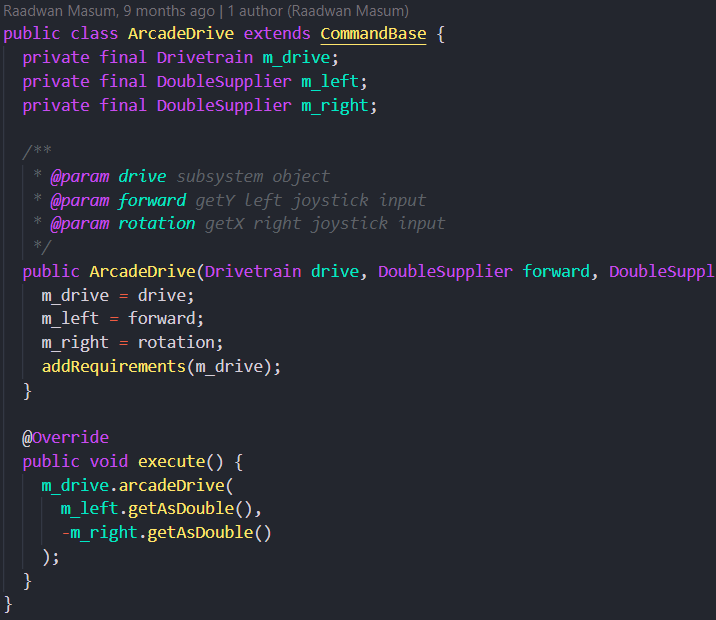 Raadwan Masum, 9 months ago | 1 author (Raadwan Masum)
public class ArcadeDrive extends CommandBase {
  private final Drivetrain m_drive;
  private final DoubleSupplier m_left;
  private final DoubleSupplier m_right;

  /**
   * @param drive subsystem object
   * @param forward getY left joystick input
   * @param rotation getX right joystick input
   */
  public ArcadeDrive(Drivetrain drive, DoubleSupplier forward, DoubleSuppl
    m_drive = drive;
    m_left = forward;
    m_right = rotation;
    addRequirements(m_drive);
  }

  @Override
  public void execute() {
    m_drive.arcadeDrive(
      m_left.getAsDouble(),
      -m_right.getAsDouble()
    );
  }
}